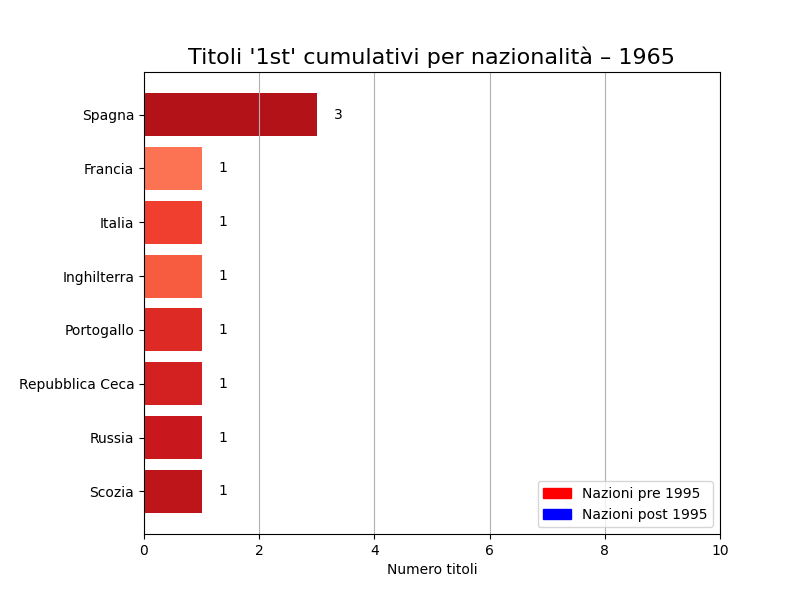 Titoli '1st' cumulativi per nazionalità – 1965
Spagna 3
Francia 1
Italia 1
Inghilterra 1
Portogallo 1
Repubblica Ceca 1
Russia 1
Scozia 1
Nazioni pre 1995
Nazioni post 1995
0 2 4 6 8 10
Numero titoli